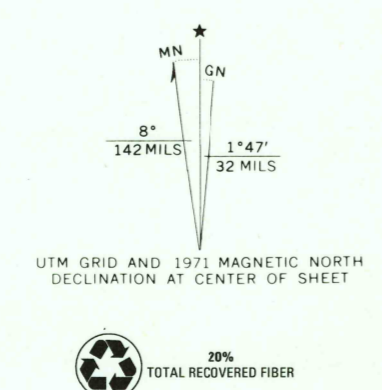 MN
GN
8°
142 MILS
1°47′
32 MILS
UTM GRID AND 1971 MAGNETIC NORTH
DECLINATION AT CENTER OF SHEET
20%
TOTAL RECOVERED FIBER